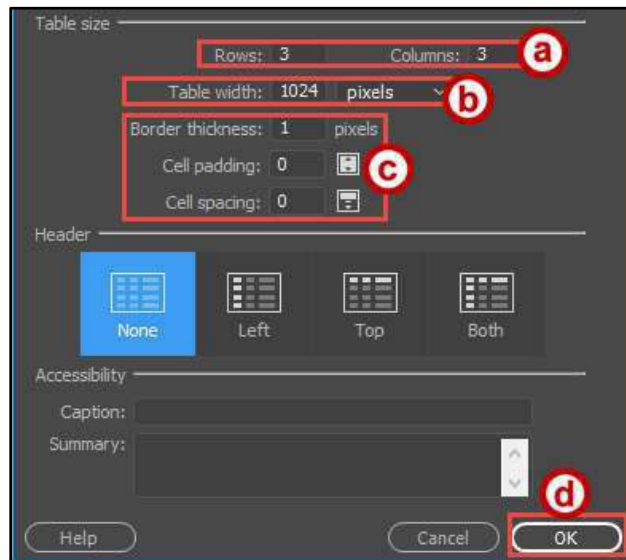 Table size
Rows: 3 Columns: 3 a
Table width: 1024 pixels b
Border thickness: 1 pixels
Cell padding: 0 c
Cell spacing: 0
Header
None Left Top Both
Accessibility
Caption:
Summary:
d
Help Cancel OK